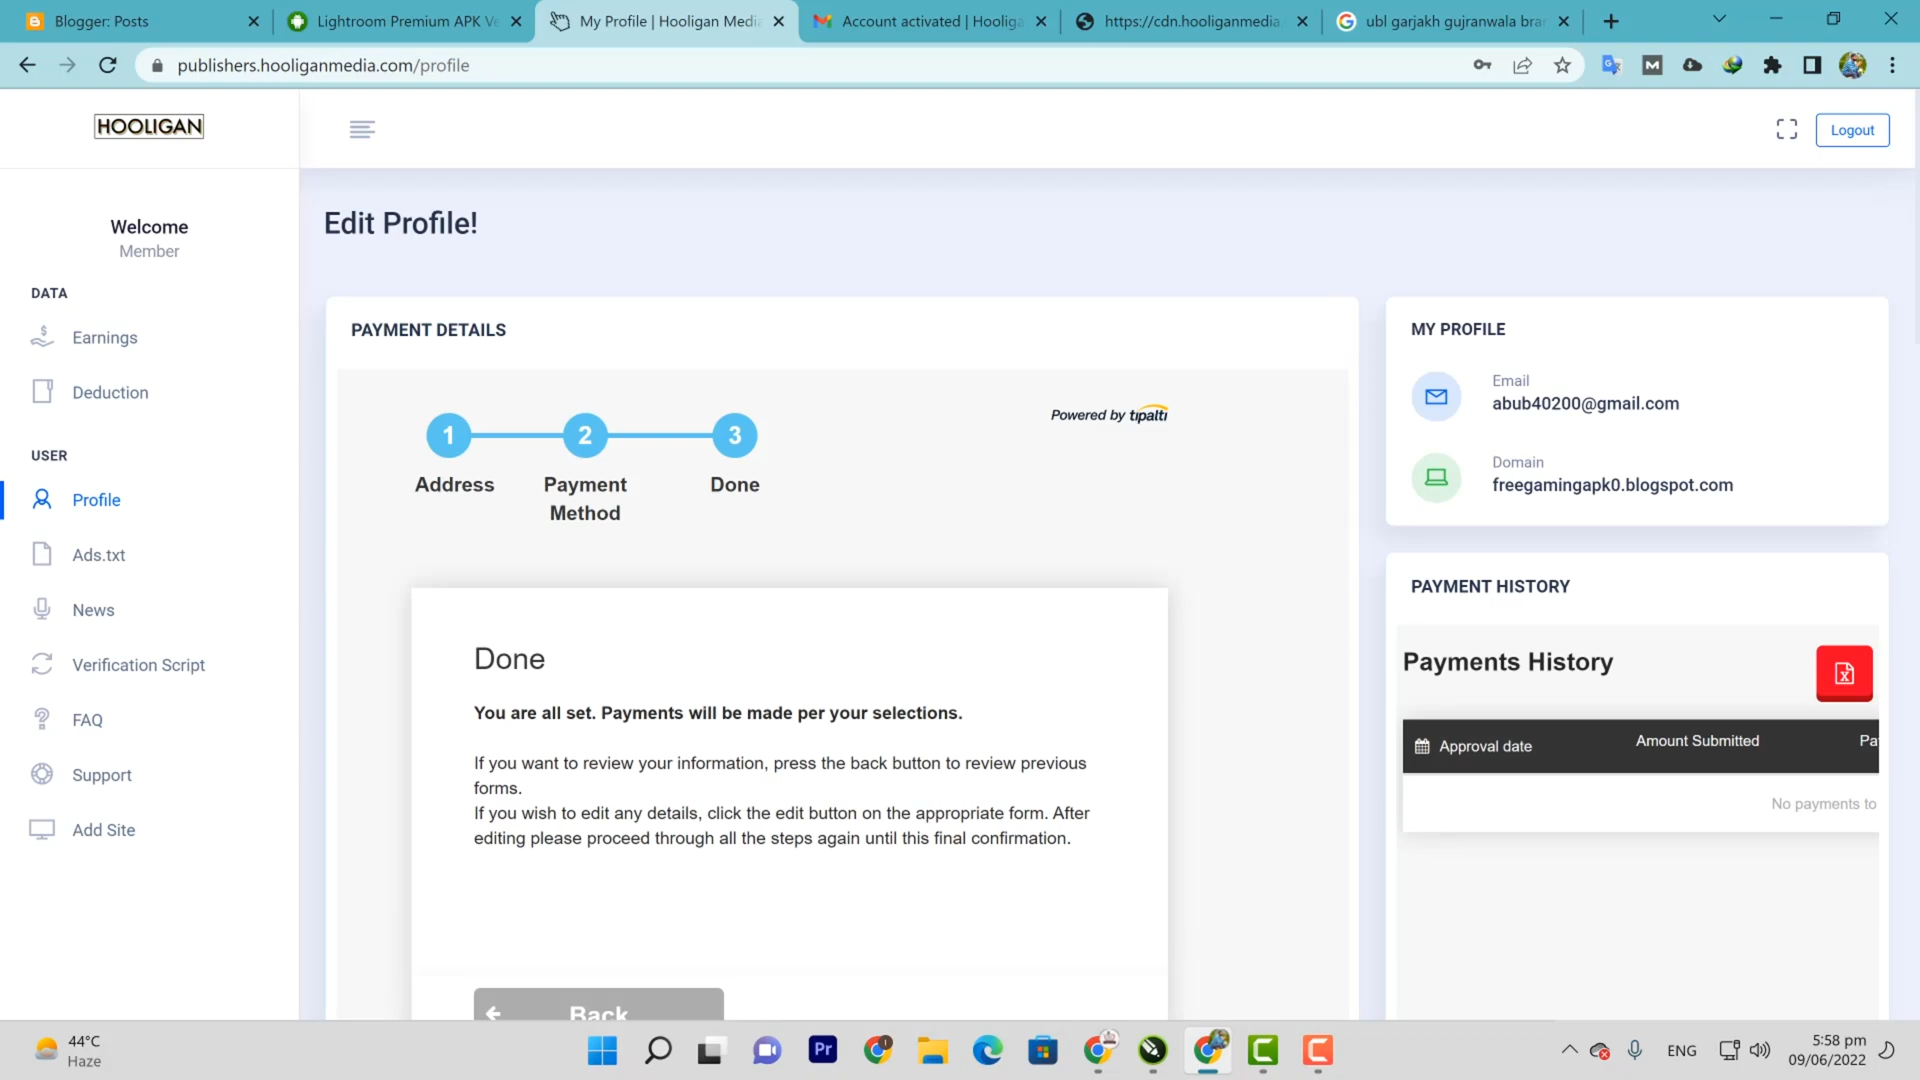 Blogger: Posts
Lightroom Premium APK Ve
My Profile | Hooligan Media
Account activated | Hooliga
https://cdn.hooliganmedia.
ubl garjakh gujranwala bra
publishers.hooliganmedia.com/profile
HOOLIGAN
Logout
Welcome
Member
DATA
Earnings
Deduction
USER
Profile
Ads.txt
News
Verification Script
FAQ
Support
Add Site
Edit Profile!
PAYMENT DETAILS
Powered by tipalti
1
2
3
Address
Payment Method
Done
Done
You are all set. Payments will be made per your selections.
If you want to review your information, press the back button to review previous
forms.
If you wish to edit any details, click the edit button on the appropriate form. After
editing please proceed through all the steps again until this final confirmation.
Back
MY PROFILE
Email
abub40200@gmail.com
Domain
freegamingapk0.blogspot.com
PAYMENT HISTORY
Payments History
Approval date
Amount Submitted
Pa
No payments to
44°C
Haze
Pr
ENG
5:58 pm
09/06/2022